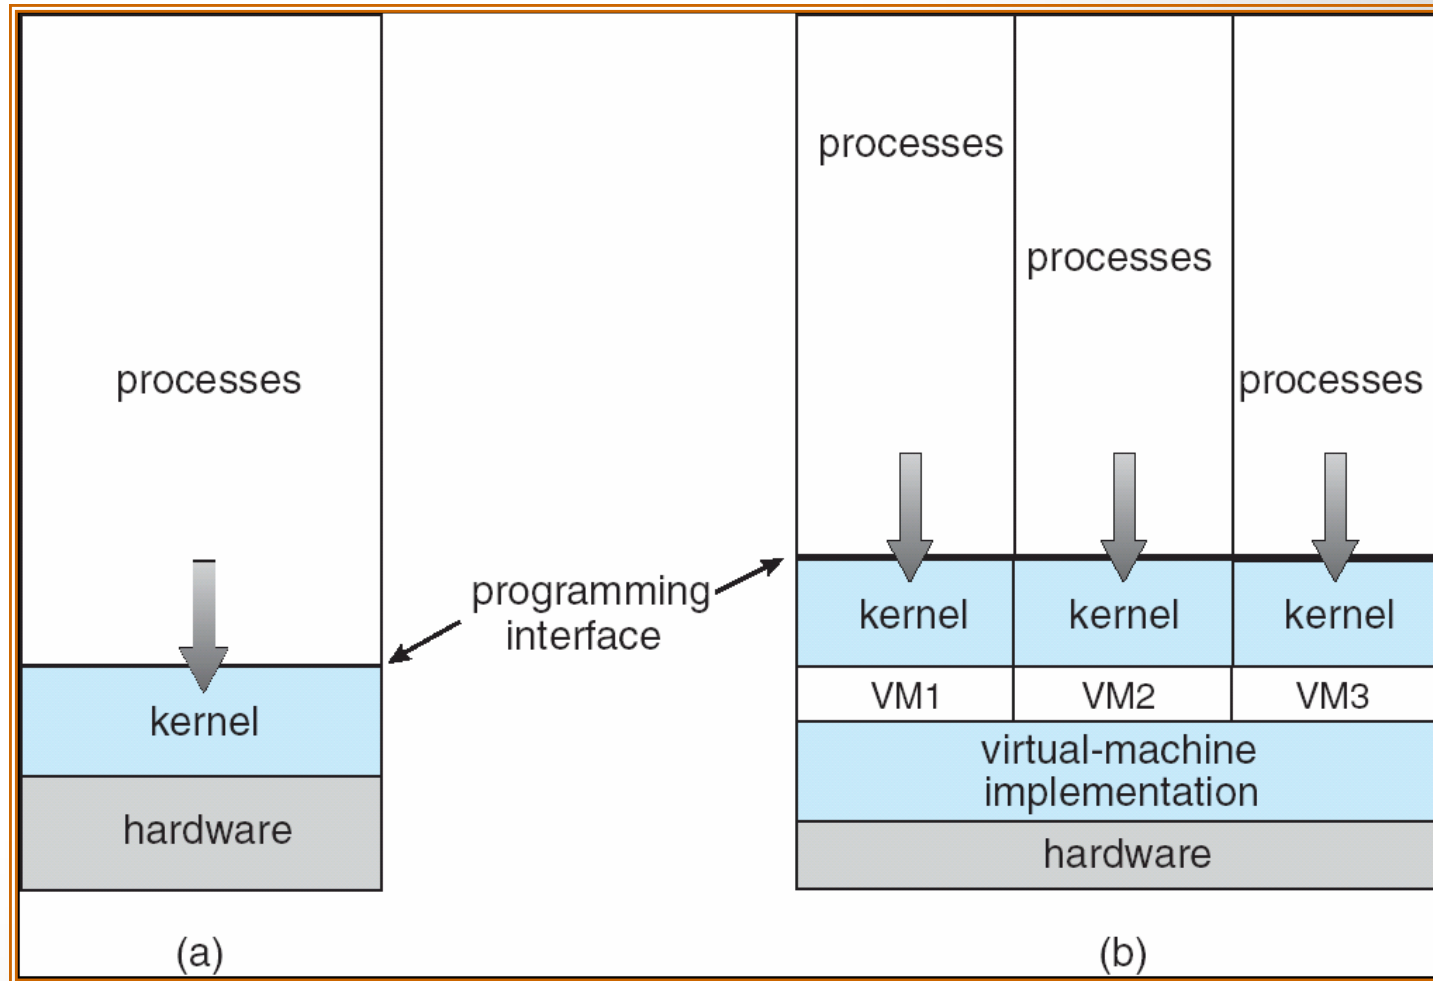 processes
kernel
hardware
(a)
programming
interface
processes
processes
processes
kernel
kernel
kernel
VM1
VM2
VM3
virtual-machine
implementation
hardware
(b)